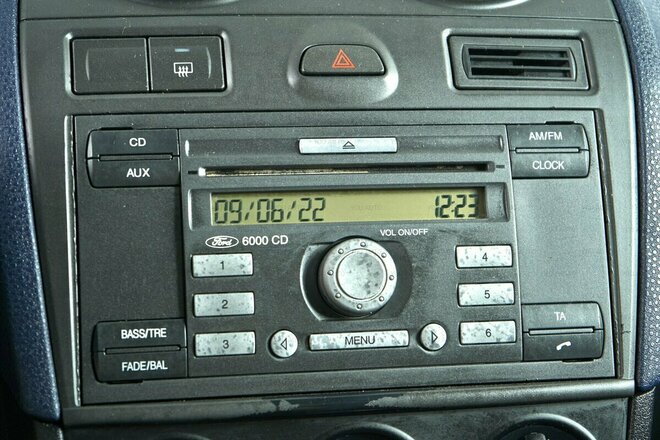 CD
AUX
AM/FM
CLOCK
09/06/22 12:23
Ford 6000 CD
VOL ON/OFF
1
2
3
4
5
6
MENU
BASS/TRE
FADE/BAL
TA